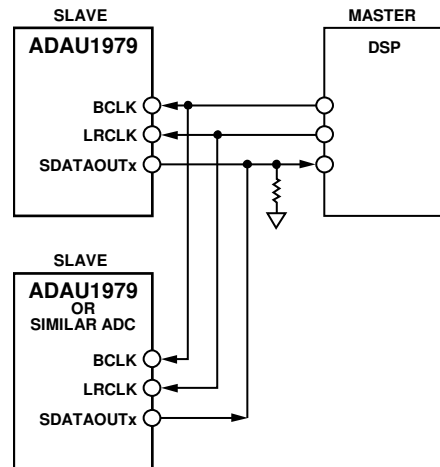 SLAVE
ADAU1979
BCLK
LRCLK
SDATAOUTx
MASTER
DSP
SLAVE
ADAU1979
OR
SIMILAR ADC
BCLK
LRCLK
SDATAOUTx